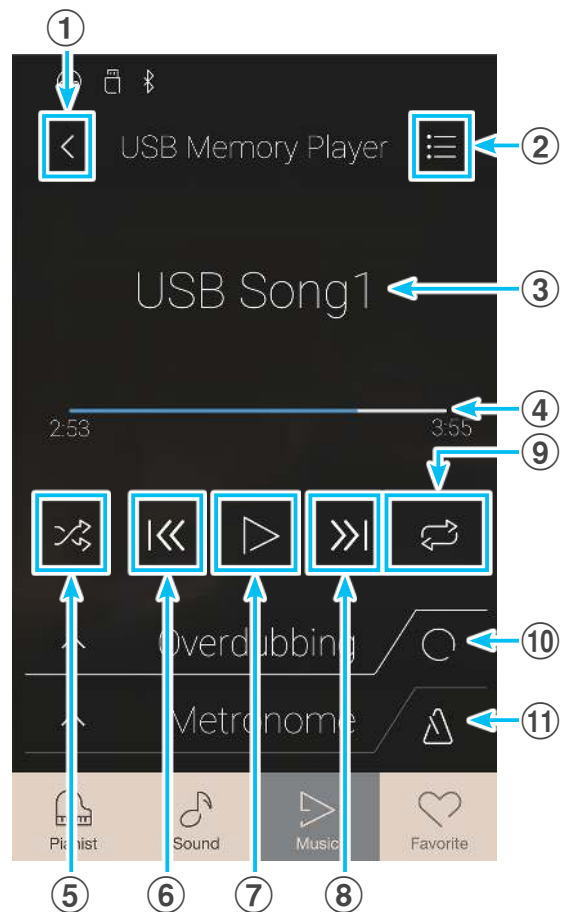 ①
USB Memory Player
②
USB Song1
③
④
2:53
3:55
⑨
Overdubbing
⑩
Metronome
⑪
Pianist
Sound
Music
Favorite
⑤
⑥
⑦
⑧